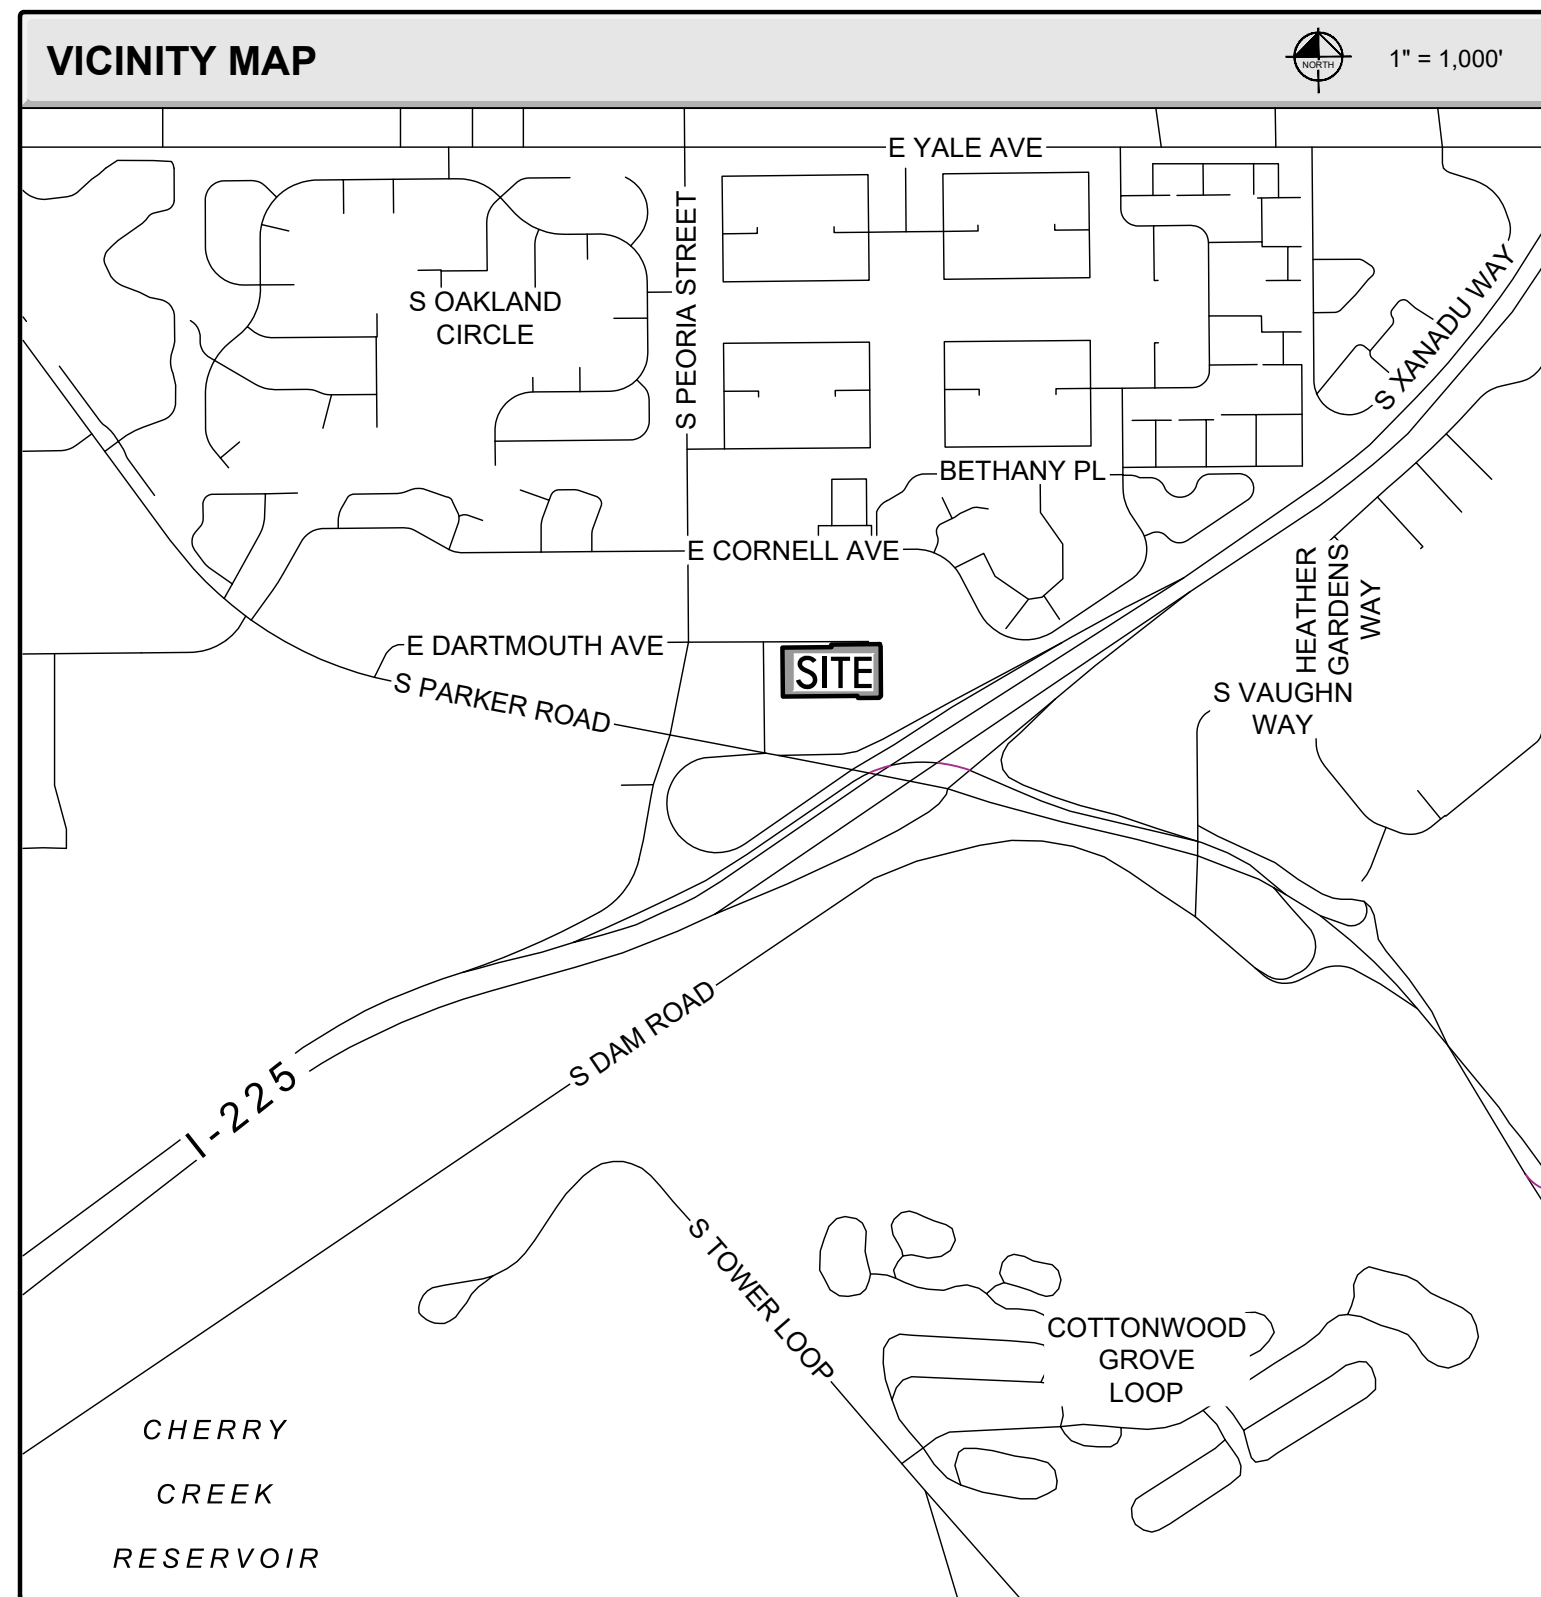 VICINITY MAP
NORTH
1" = 1,000'
E YALE AVE
S PEORIA STREET
S OAKLAND
CIRCLE
S XANADU WAY
BETHANY PL
E CORNELL AVE
HEATHER
GARDENS
WAY
E DARTMOUTH AVE
SITE
S PARKER ROAD
S VAUGHN
WAY
S DAM ROAD
I-225
S TOWER LOOP
COTTONWOOD
GROVE
LOOP
CHERRY
CREEK
RESERVOIR